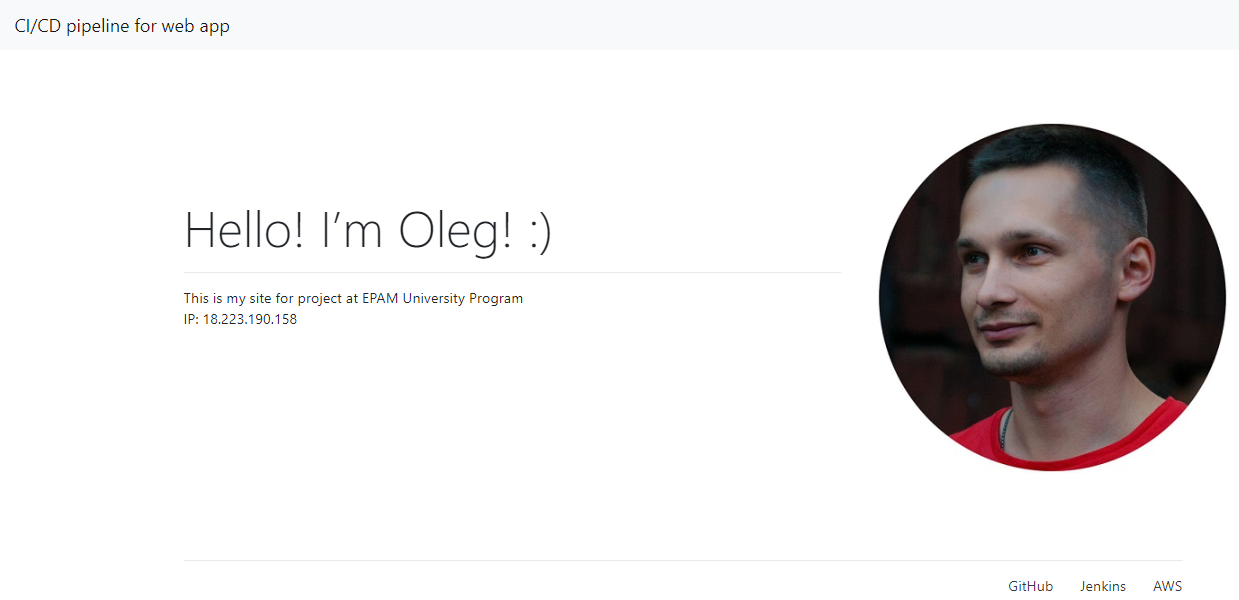 CI/CD pipeline for web app
Hello! I’m Oleg! :)
This is my site for project at EPAM University Program
IP: 18.223.190.158
GitHub Jenkins AWS